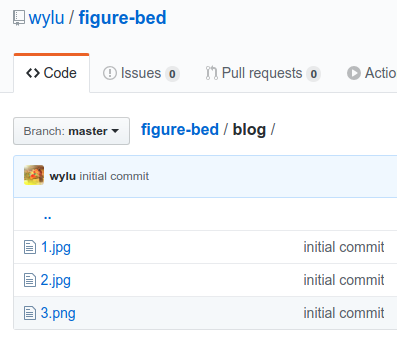 wylu / figure-bed
Code Issues 0 Pull requests 0 Actio
Branch: master figure-bed / blog /
wylu initial commit
..
1.jpg initial commit
2.jpg initial commit
3.png initial commit